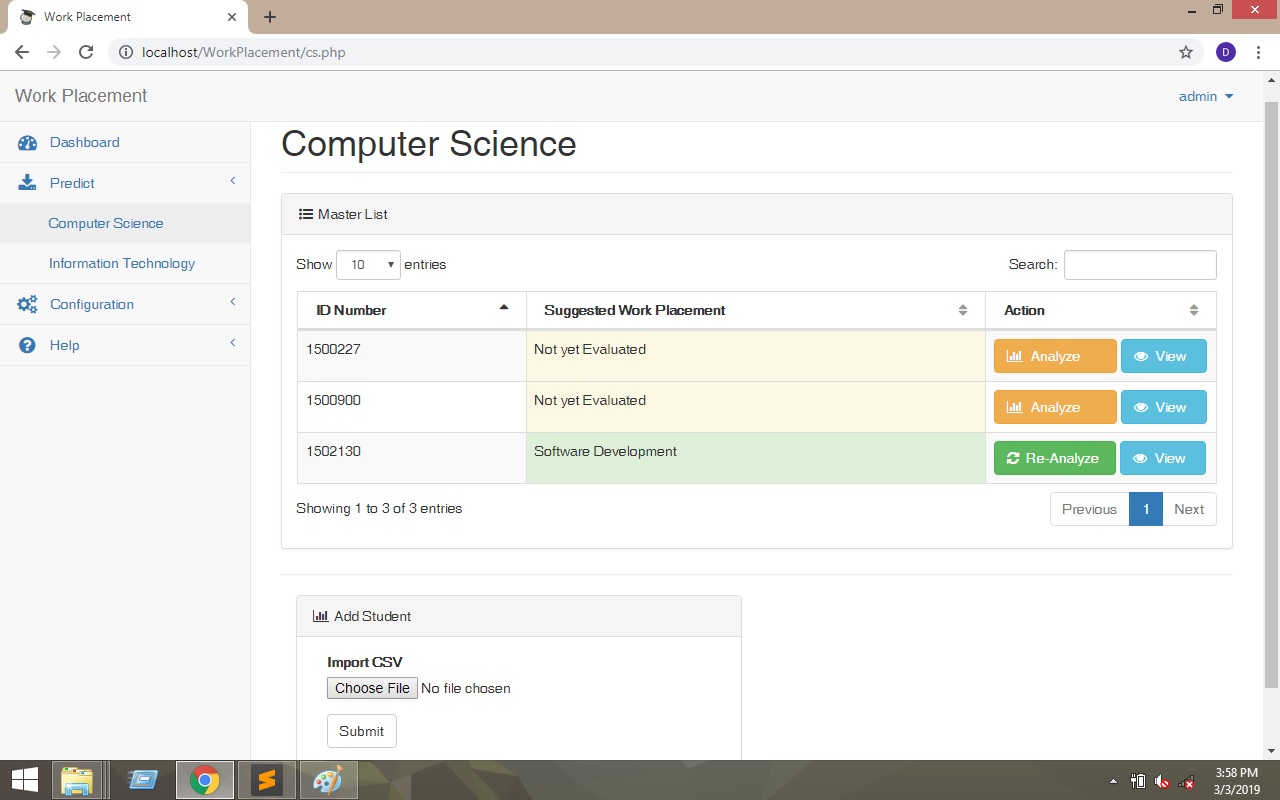 Work Placement
localhost/WorkPlacement/cs.php
D
Work Placement
admin
Dashboard
Predict
Computer Science
Information Technology
Configuration
Help
Computer Science
Master List
Show 10 entries
Search:
ID Number Suggested Work Placement Action
1500227 Not yet Evaluated Analyze View
1500900 Not yet Evaluated Analyze View
1502130 Software Development Re-Analyze View
Showing 1 to 3 of 3 entries
Previous 1 Next
Add Student
Import CSV
Choose File No file chosen
Submit
3:58 PM
3/3/2019